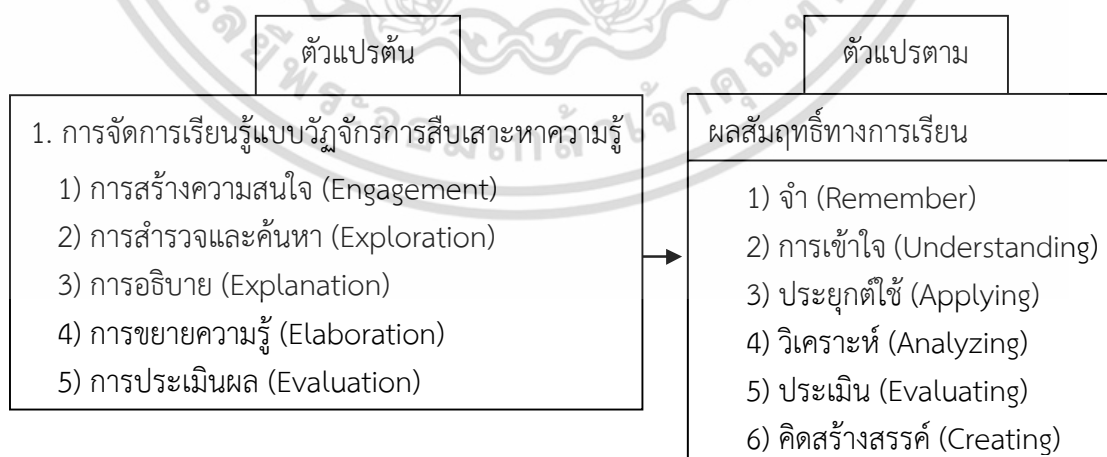 ตัวแปรต้น
1. การจัดการเรียนรู้แบบวัฏจักรการสืบเสาะหาความรู้
1) การสร้างความสนใจ (Engagement)
2) การสำรวจและค้นหา (Exploration)
3) การอธิบาย (Explanation)
4) การขยายความรู้ (Elaboration)
5) การประเมินผล (Evaluation)
ตัวแปรตาม
ผลสัมฤทธิ์ทางการเรียน
1) จำ (Remember)
2) การเข้าใจ (Understanding)
3) ประยุกต์ใช้ (Applying)
4) วิเคราะห์ (Analyzing)
5) ประเมิน (Evaluating)
6) คิดสร้างสรรค์ (Creating)